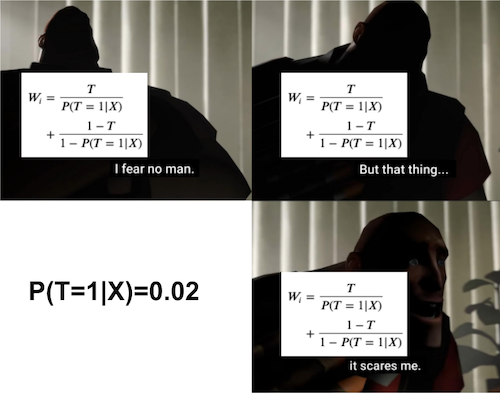 W_i = T / P(T = 1|X)
+ (1 − T) / (1 − P(T = 1|X))
I fear no man.
W_i = T / P(T = 1|X)
+ (1 − T) / (1 − P(T = 1|X))
But that thing...
P(T=1|X)=0.02
W_i = T / P(T = 1|X)
+ (1 − T) / (1 − P(T = 1|X))
it scares me.